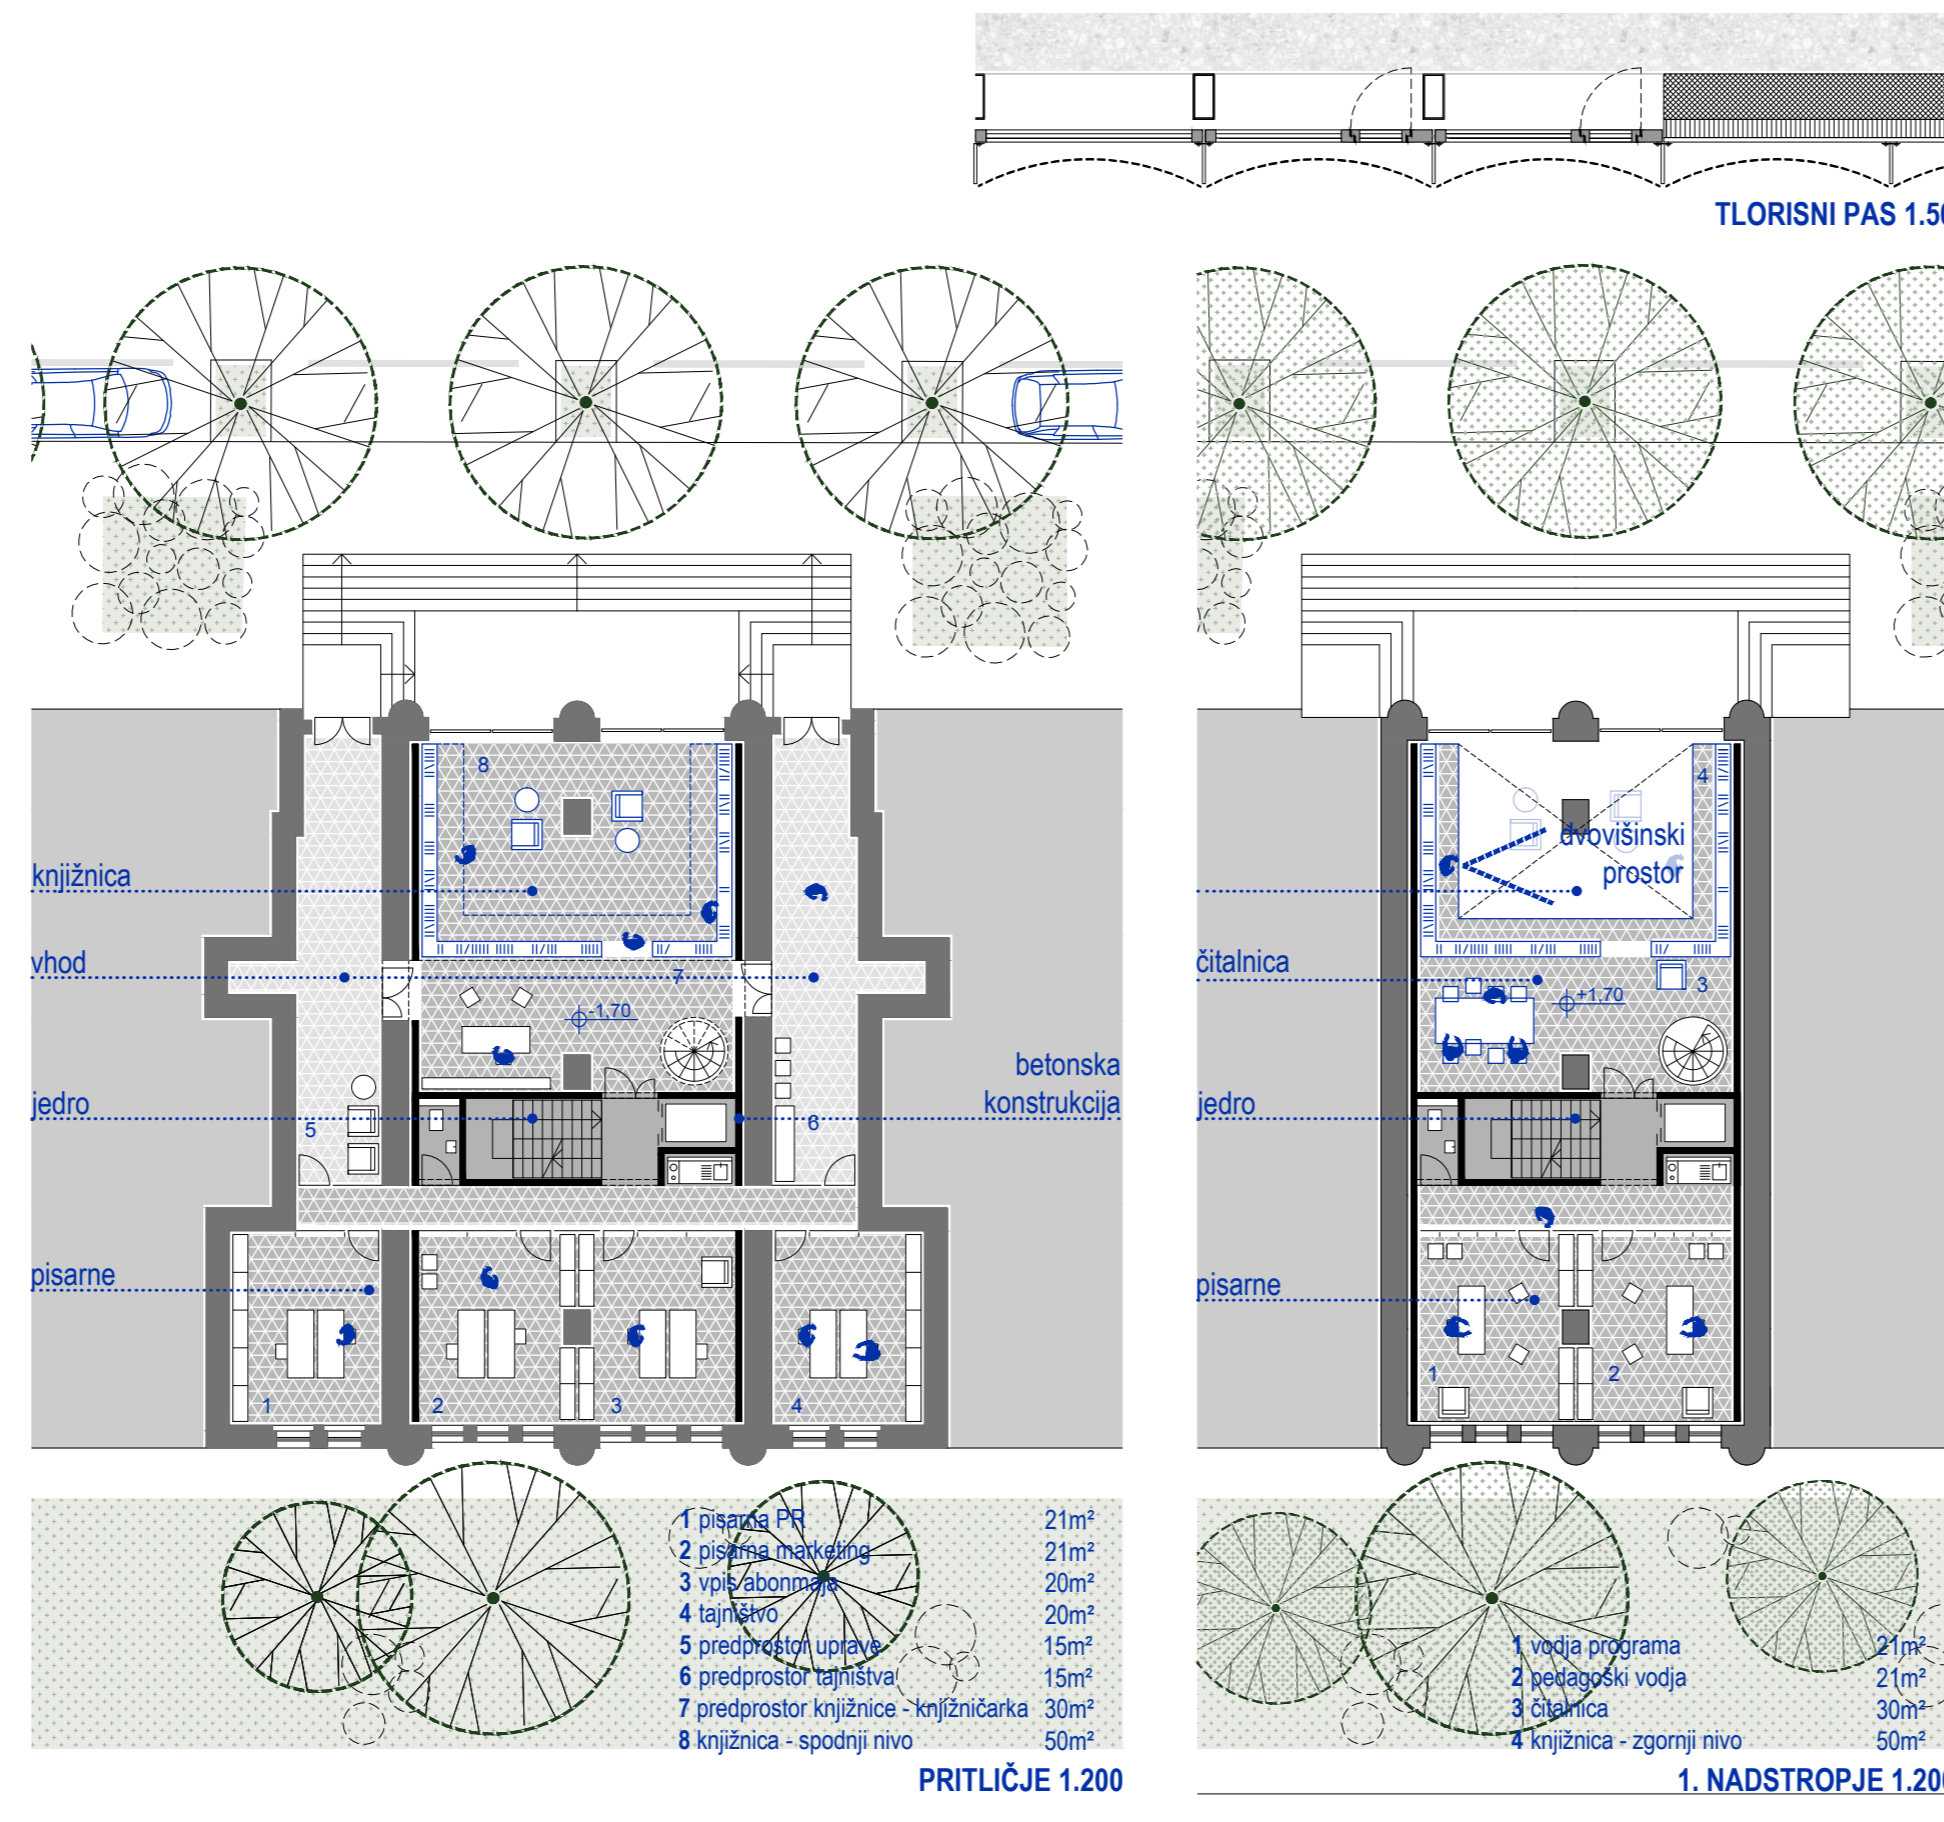 TLORISNI PAS 1.50
knjižnica
vhod
jedro
pisarne
betonska
konstrukcija
8
7
-1,70
5
6
1
2
3
4
1 pisarna PR 21m²
2 pisarna marketing 21m²
3 vpis abonmaja 20m²
4 tajništvo 20m²
5 predprostor uprave 15m²
6 predprostor tajništva 15m²
7 predprostor knjižnice - knjižničarka 30m²
8 knjižnica - spodnji nivo 50m²
PRITLIČJE 1.200
4
dvovišinski
prostor
čitalnica
3
+1,70
jedro
pisarne
1
2
1 vodja programa 21m²
2 pedagoški vodja 21m²
3 čitalnica 30m²
4 knjižnica - zgornji nivo 50m²
1. NADSTROPJE 1.200